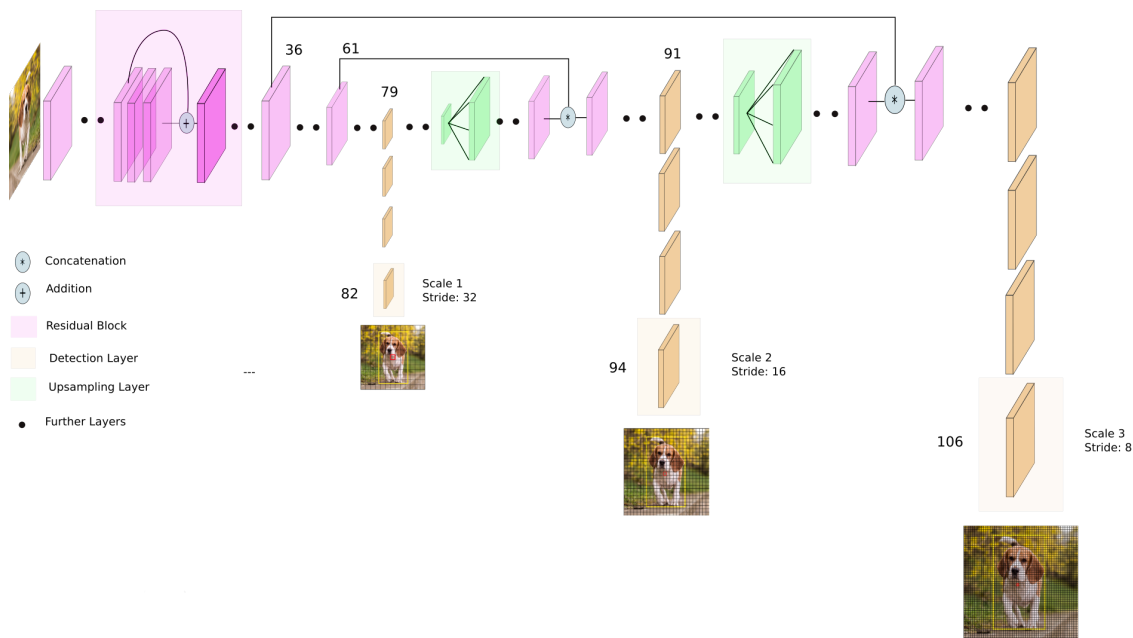 36
61
91
79
*
*
+
* Concatenation
+ Addition
Residual Block
Detection Layer
Upsampling Layer
Further Layers
---
82
Scale 1
Stride: 32
94
Scale 2
Stride: 16
106
Scale 3
Stride: 8